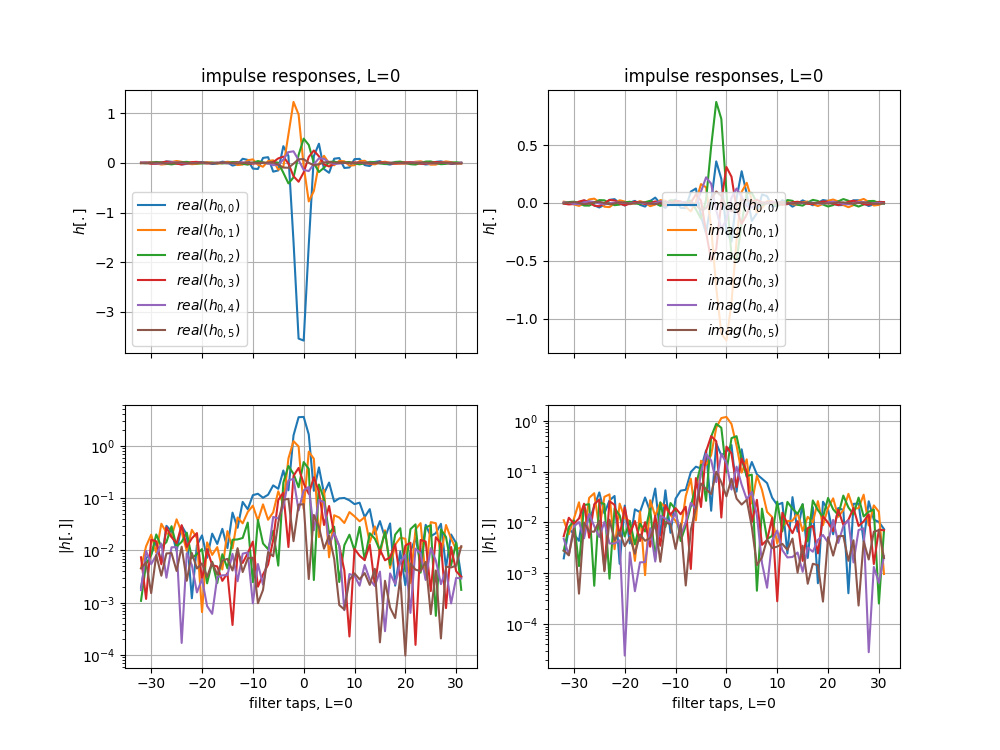 impulse responses, L=0
impulse responses, L=0
h[.]
1
0
−1
−2
−3
real(h0,0)
real(h0,1)
real(h0,2)
real(h0,3)
real(h0,4)
real(h0,5)
h[.]
0.5
0.0
−0.5
−1.0
imag(h0,0)
imag(h0,1)
imag(h0,2)
imag(h0,3)
imag(h0,4)
imag(h0,5)
|h[.]|
10^0
10^−1
10^−2
10^−3
10^−4
−30 −20 −10 0 10 20 30
filter taps, L=0
|h[.]|
10^0
10^−1
10^−2
10^−3
10^−4
−30 −20 −10 0 10 20 30
filter taps, L=0